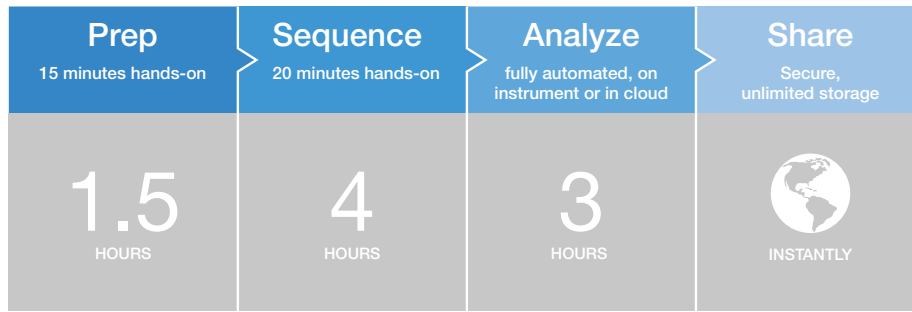 Prep
15 minutes hands-on
Sequence
20 minutes hands-on
Analyze
fully automated, on
instrument or in cloud
Share
Secure,
unlimited storage
1.5
HOURS
4
HOURS
3
HOURS
INSTANTLY